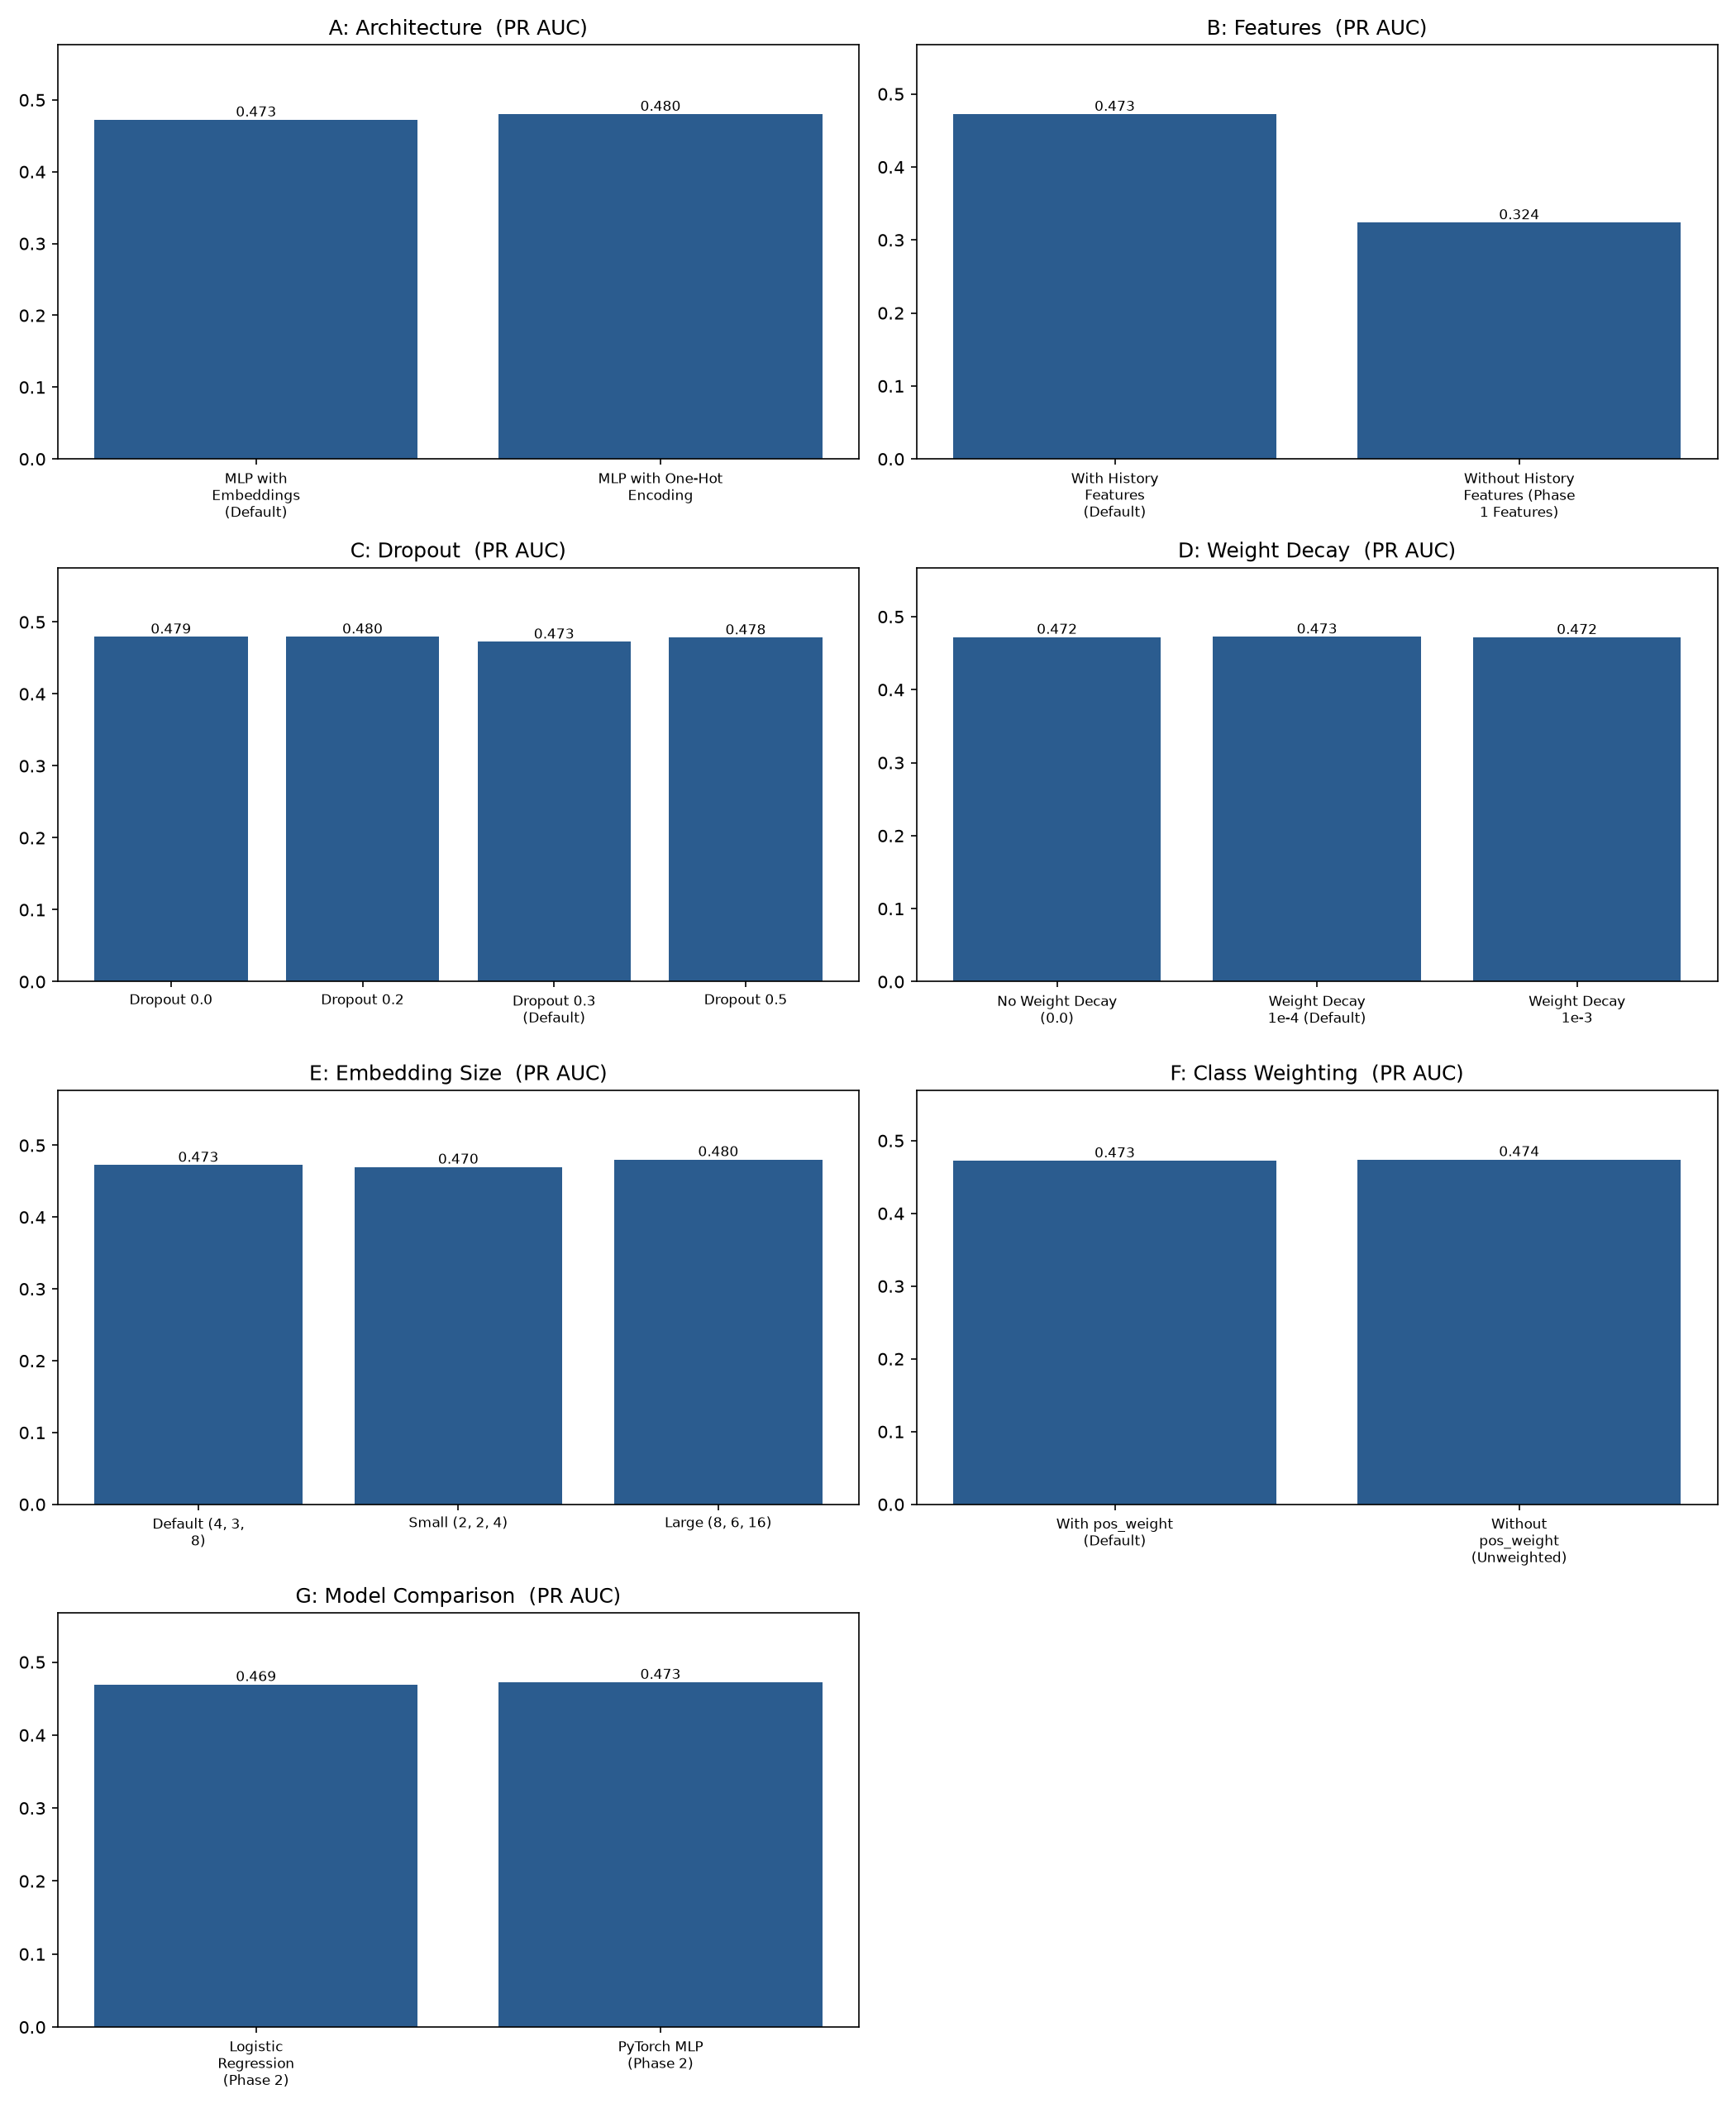 A: Architecture  (PR AUC)
0.5
0.4
0.3
0.2
0.1
0.0
0.473
0.480
MLP with
Embeddings
(Default)
MLP with One-Hot
Encoding
B: Features  (PR AUC)
0.5
0.4
0.3
0.2
0.1
0.0
0.473
0.324
With History
Features
(Default)
Without History
Features (Phase
1 Features)
C: Dropout  (PR AUC)
0.5
0.4
0.3
0.2
0.1
0.0
0.479
0.480
0.473
0.478
Dropout 0.0
Dropout 0.2
Dropout 0.3
(Default)
Dropout 0.5
D: Weight Decay  (PR AUC)
0.5
0.4
0.3
0.2
0.1
0.0
0.472
0.473
0.472
No Weight Decay
(0.0)
Weight Decay
1e-4 (Default)
Weight Decay
1e-3
E: Embedding Size  (PR AUC)
0.5
0.4
0.3
0.2
0.1
0.0
0.473
0.470
0.480
Default (4, 3,
8)
Small (2, 2, 4)
Large (8, 6, 16)
F: Class Weighting  (PR AUC)
0.5
0.4
0.3
0.2
0.1
0.0
0.473
0.474
With pos_weight
(Default)
Without
pos_weight
(Unweighted)
G: Model Comparison  (PR AUC)
0.5
0.4
0.3
0.2
0.1
0.0
0.469
0.473
Logistic
Regression
(Phase 2)
PyTorch MLP
(Phase 2)